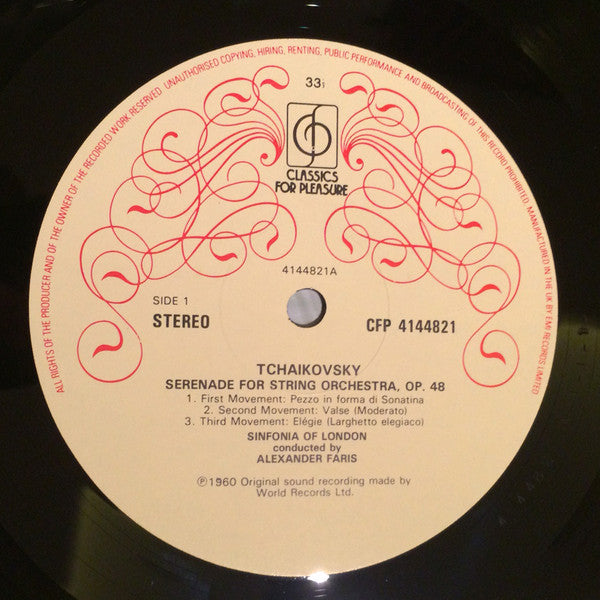 ALL RIGHTS OF THE PRODUCER AND OF THE OWNER OF THE RECORDED WORK RESERVED. UNAUTHORISED COPYING, HIRING, RENTING, PUBLIC PERFORMANCE AND BROADCASTING OF THIS RECORD PROHIBITED. MANUFACTURED IN THE UK BY EMI RECORDS LIMITED
33⅓
CLASSICS
FOR PLEASURE
4144821A
SIDE 1
STEREO
CFP 4144821
TCHAIKOVSKY
SERENADE FOR STRING ORCHESTRA, OP. 48
1. First Movement: Pezzo in forma di Sonatina
2. Second Movement: Valse (Moderato)
3. Third Movement: Elégie (Larghetto elegiaco)
SINFONIA OF LONDON
conducted by
ALEXANDER FARIS
℗1960 Original sound recording made by
World Records Ltd.